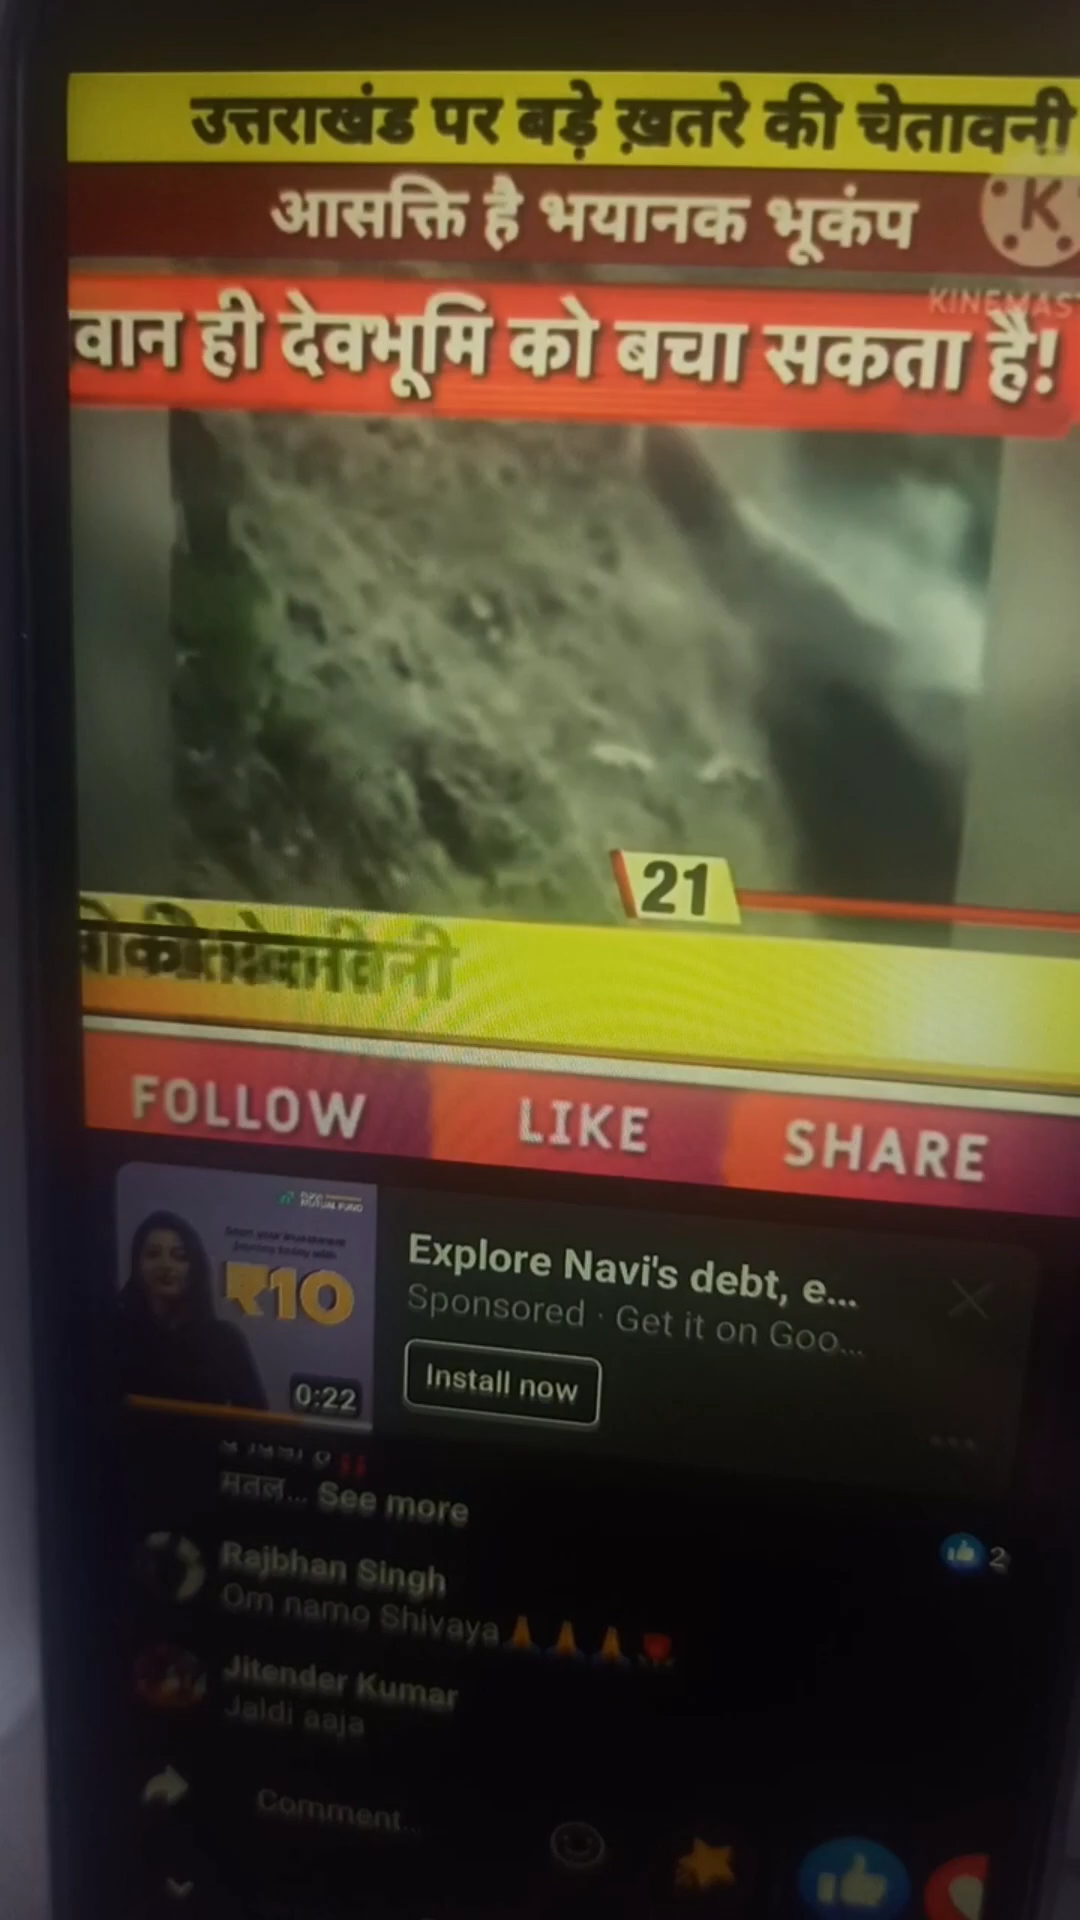 उत्तराखंड पर बड़े ख़तरे की चेतावनी
K
आसक्ति है भयानक भूकंप
KINEMAST
वान ही देवभूमि को बचा सकता है!
21
FOLLOW
LIKE
SHARE
₹10
0:22
Explore Navi's debt, e...
Sponsored · Get it on Goo...
Install now
मतल... See more
2
Rajbhan Singh
Om namo Shivaya
Jitender Kumar
Jaldi aaja
Comment...